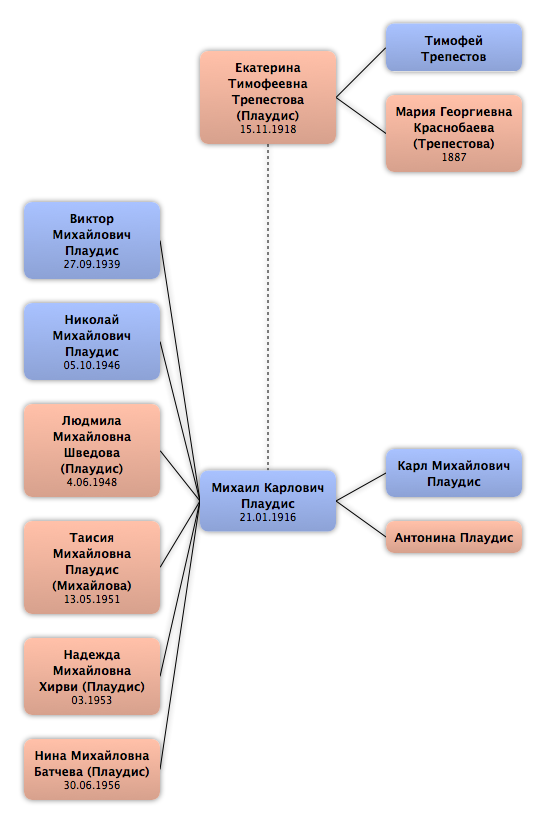 Тимофей
Трепестов
Екатерина
Тимофеевна
Трепестова
(Плаудис)
15.11.1918
Мария Георгиевна
Краснобаева
(Трепестова)
1887
Виктор
Михайлович
Плаудис
27.09.1939
Николай
Михайлович
Плаудис
05.10.1946
Людмила
Михайловна
Шведова
(Плаудис)
4.06.1948
Михаил Карлович
Плаудис
21.01.1916
Карл Михайлович
Плаудис
Антонина Плаудис
Таисия
Михайловна
Плаудис
(Михайлова)
13.05.1951
Надежда
Михайловна
Хирви (Плаудис)
03.1953
Нина Михайловна
Батчева (Плаудис)
30.06.1956